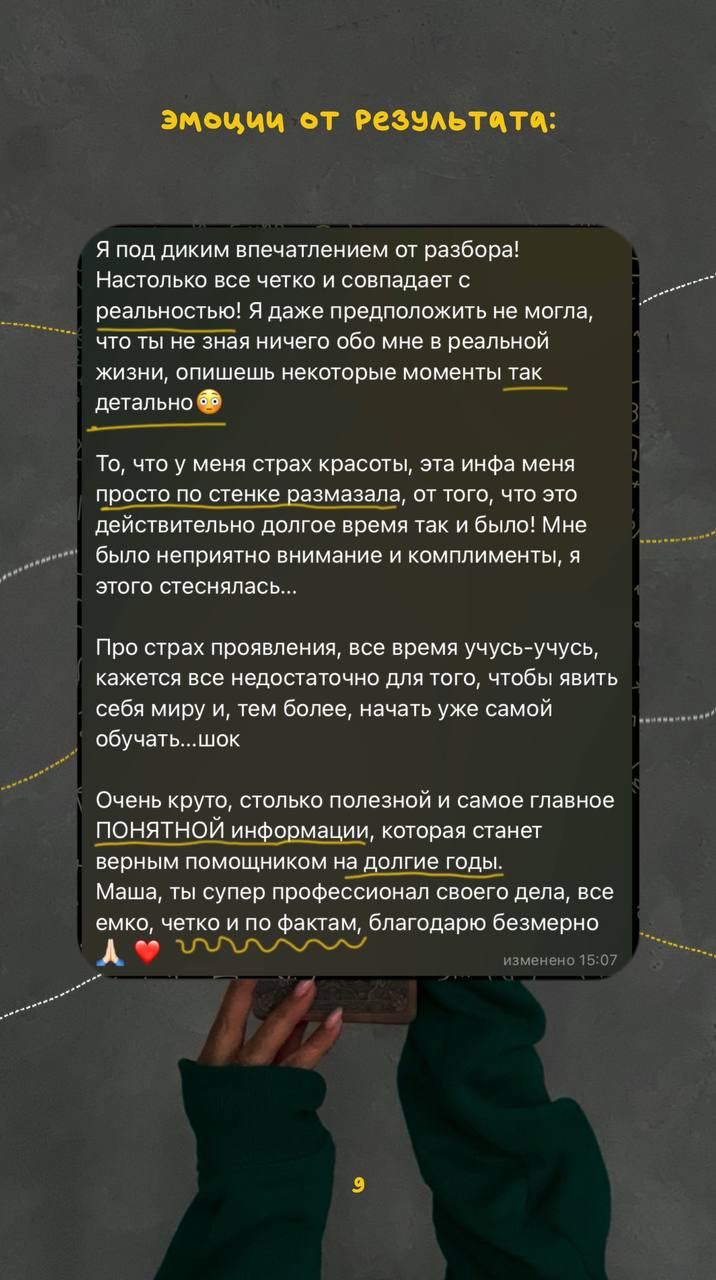 эмоции от результата:
Я под диким впечатлением от разбора!
Настолько все четко и совпадает с
реальностью! Я даже предположить не могла,
что ты не зная ничего обо мне в реальной
жизни, опишешь некоторые моменты так
детально😳
То, что у меня страх красоты, эта инфа меня
просто по стенке размазала, от того, что это
действительно долгое время так и было! Мне
было неприятно внимание и комплименты, я
этого стеснялась...
Про страх проявления, все время учусь-учусь,
кажется все недостаточно для того, чтобы явить
себя миру и, тем более, начать уже самой
обучать...шок
Очень круто, столько полезной и самое главное
ПОНЯТНОЙ информации, которая станет
верным помощником на долгие годы.
Маша, ты супер профессионал своего дела, все
емко, четко и по фактам, благодарю безмерно
🙏🏻 ❤️
изменено 15:07
9